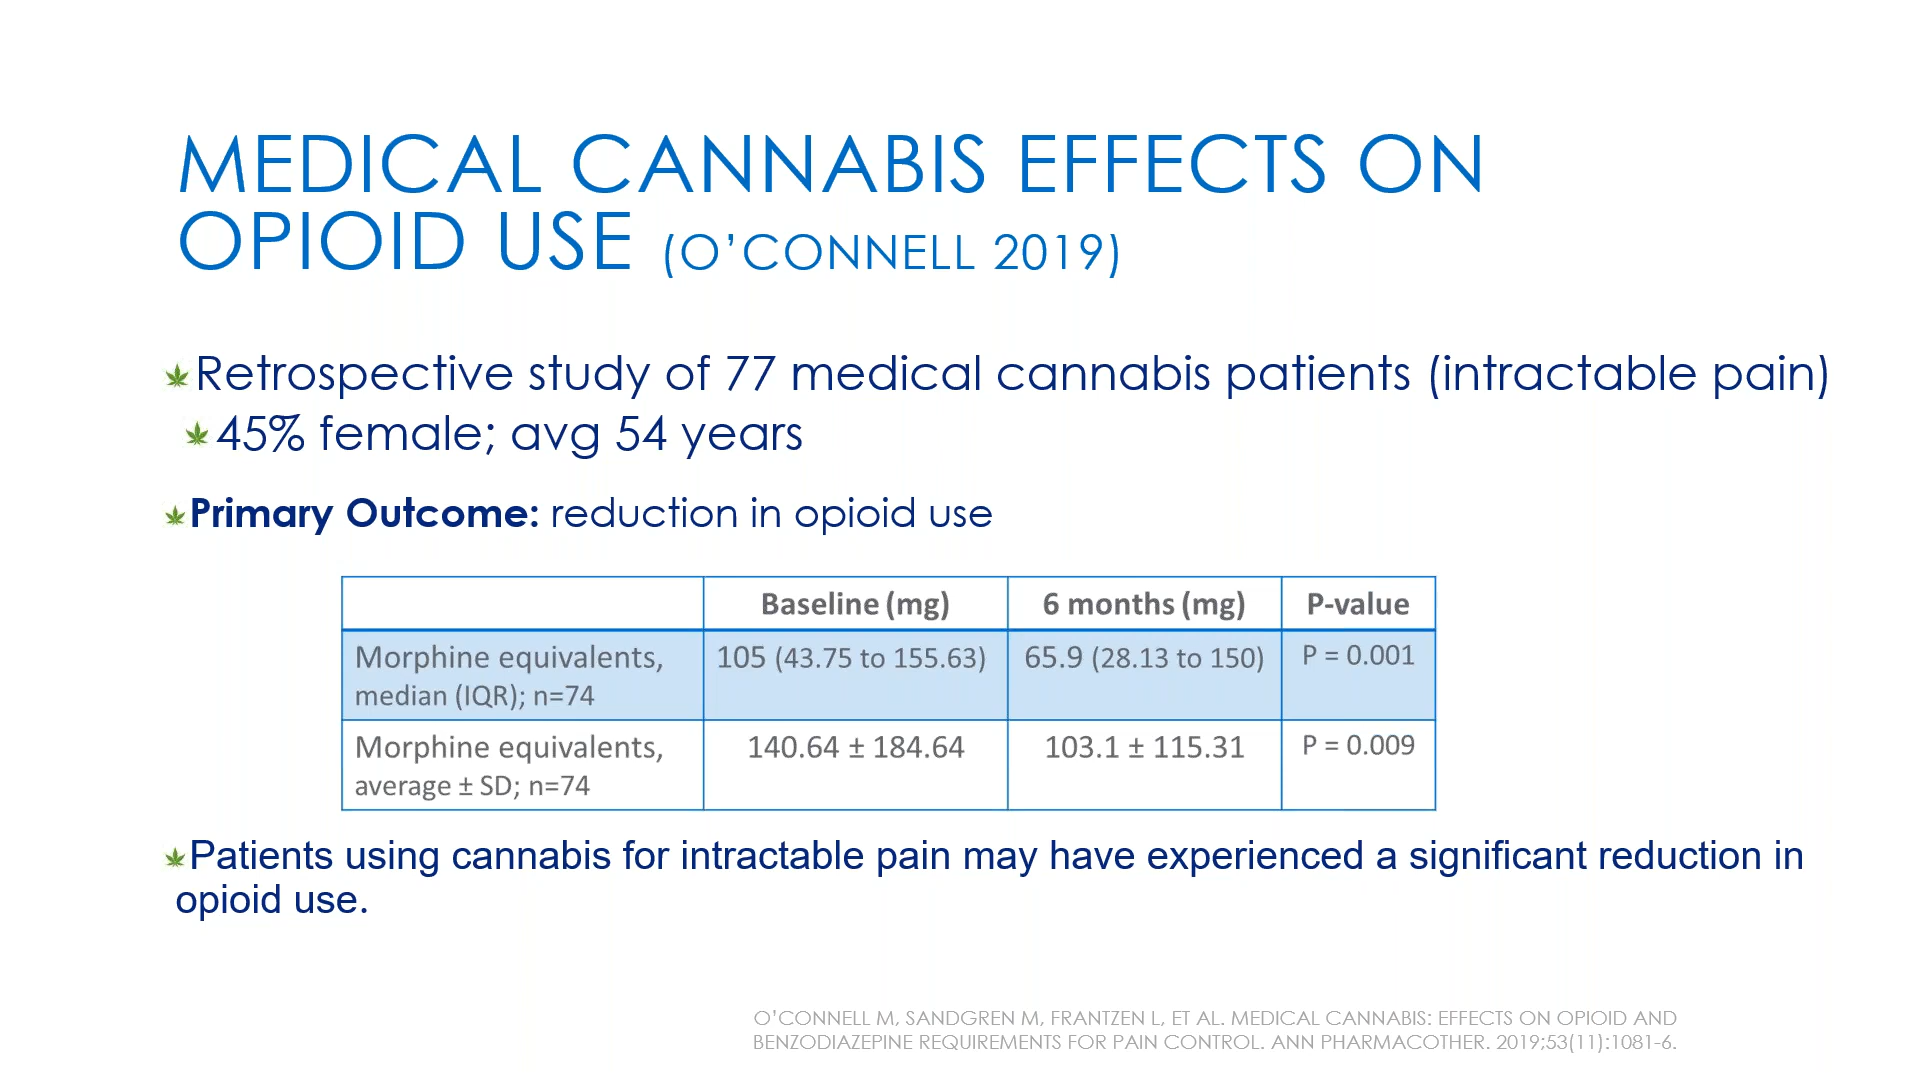 MEDICAL CANNABIS EFFECTS ON
OPIOID USE (O’CONNELL 2019)
Retrospective study of 77 medical cannabis patients (intractable pain)
45% female; avg 54 years
Primary Outcome: reduction in opioid use
Baseline (mg) 6 months (mg) P-value
Morphine equivalents, 105 (43.75 to 155.63) 65.9 (28.13 to 150) P = 0.001
median (IQR); n=74
Morphine equivalents, 140.64 ± 184.64 103.1 ± 115.31 P = 0.009
average ± SD; n=74
Patients using cannabis for intractable pain may have experienced a significant reduction in
opioid use.
O’CONNELL M, SANDGREN M, FRANTZEN L, ET AL. MEDICAL CANNABIS: EFFECTS ON OPIOID AND
BENZODIAZEPINE REQUIREMENTS FOR PAIN CONTROL. ANN PHARMACOTHER. 2019;53(11):1081-6.